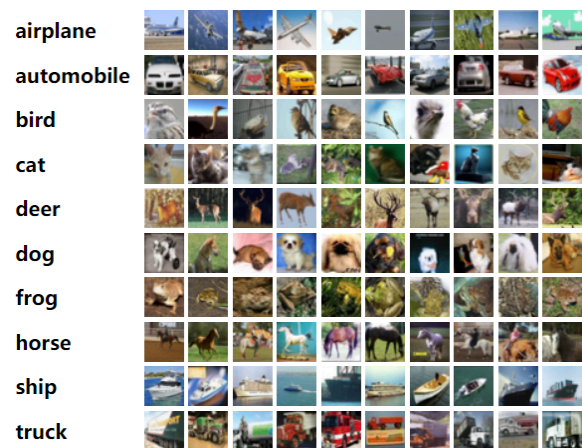 airplane
automobile
bird
cat
deer
dog
frog
horse
ship
truck